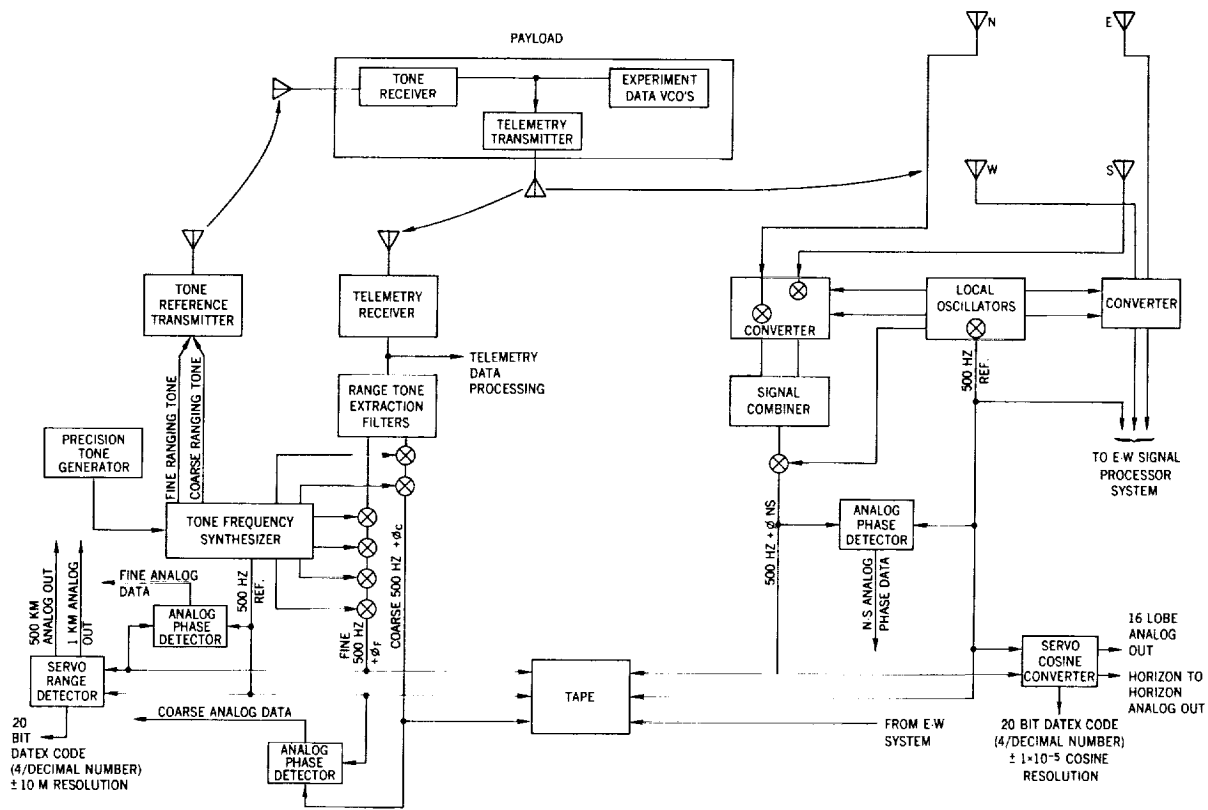 N
E
PAYLOAD
TONE
RECEIVER
EXPERIMENT
DATA VCO'S
TELEMETRY
TRANSMITTER
W
S
TONE
REFERENCE
TRANSMITTER
TELEMETRY
RECEIVER
CONVERTER
LOCAL
OSCILLATORS
CONVERTER
TELEMETRY
DATA
PROCESSING
500 HZ
REF.
RANGE TONE
EXTRACTION
FILTERS
SIGNAL
COMBINER
FINE RANGING TONE
COARSE RANGING TONE
PRECISION
TONE
GENERATOR
TO E-W SIGNAL
PROCESSOR
SYSTEM
TONE FREQUENCY
SYNTHESIZER
500 HZ + Ø NS
ANALOG
PHASE
DETECTOR
500 KM
ANALOG OUT
1 KM ANALOG
OUT
FINE ANALOG
DATA
500 HZ
REF.
ANALOG
PHASE
DETECTOR
FINE
500 HZ
+ØF
COARSE 500 HZ +ØC
N-S ANALOG
PHASE DATA
SERVO
RANGE
DETECTOR
TAPE
SERVO
COSINE
CONVERTER
16 LOBE
ANALOG
OUT
HORIZON TO
HORIZON
ANALOG OUT
COARSE ANALOG DATA
20
BIT
DATEX CODE
(4/DECIMAL NUMBER)
±10 M RESOLUTION
ANALOG
PHASE
DETECTOR
FROM E-W
SYSTEM
20 BIT DATEX CODE
(4/DECIMAL NUMBER)
± 1×10⁻⁵ COSINE
RESOLUTION